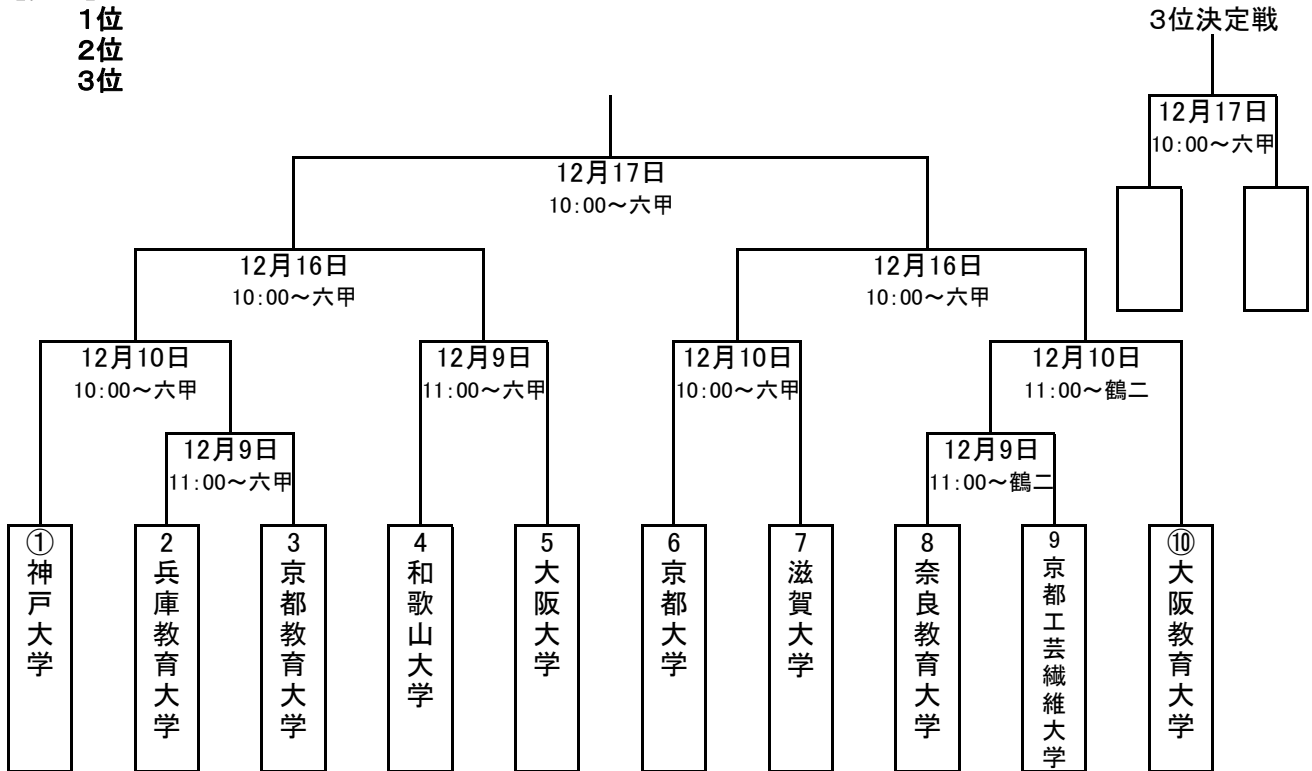 1位
2位
3位
3位決定戦
12月17日
10:00～六甲
12月17日
10:00～六甲
12月16日
10:00～六甲
12月16日
10:00～六甲
12月10日
10:00～六甲
12月9日
11:00～六甲
12月10日
10:00～六甲
12月10日
11:00～鶴二
12月9日
11:00～六甲
12月9日
11:00～鶴二
①神戸大学
2兵庫教育大学
3京都教育大学
4和歌山大学
5大阪大学
6京都大学
7滋賀大学
8奈良教育大学
9京都工芸繊維大学
⑩大阪教育大学